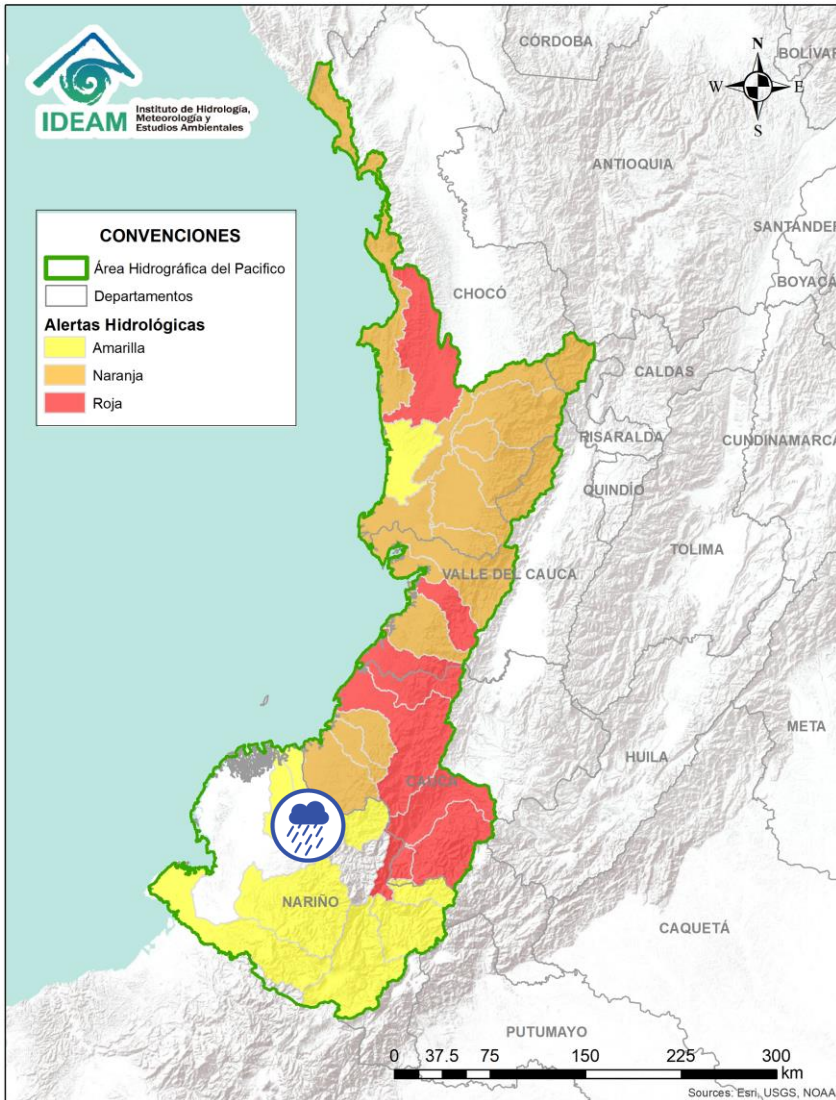 IDEAM
Instituto de Hidrología,
Meteorología y
Estudios Ambientales
CÓRDOBA
BOLÍVAR
N
W
E
S
ANTIOQUIA
SANTANDER
BOYACÁ
CONVENCIONES
Área Hidrográfica del Pacifico
Departamentos
Alertas Hidrológicas
Amarilla
Naranja
Roja
CHOCÓ
CALDAS
RISARALDA
CUNDINAMARCA
QUINDÍO
TOLIMA
VALLE DEL CAUCA
META
HUILA
CAUCA
NARIÑO
CAQUETÁ
PUTUMAYO
0 37.5 75 150 225 300
km
Sources: Esri, USGS, NOAA